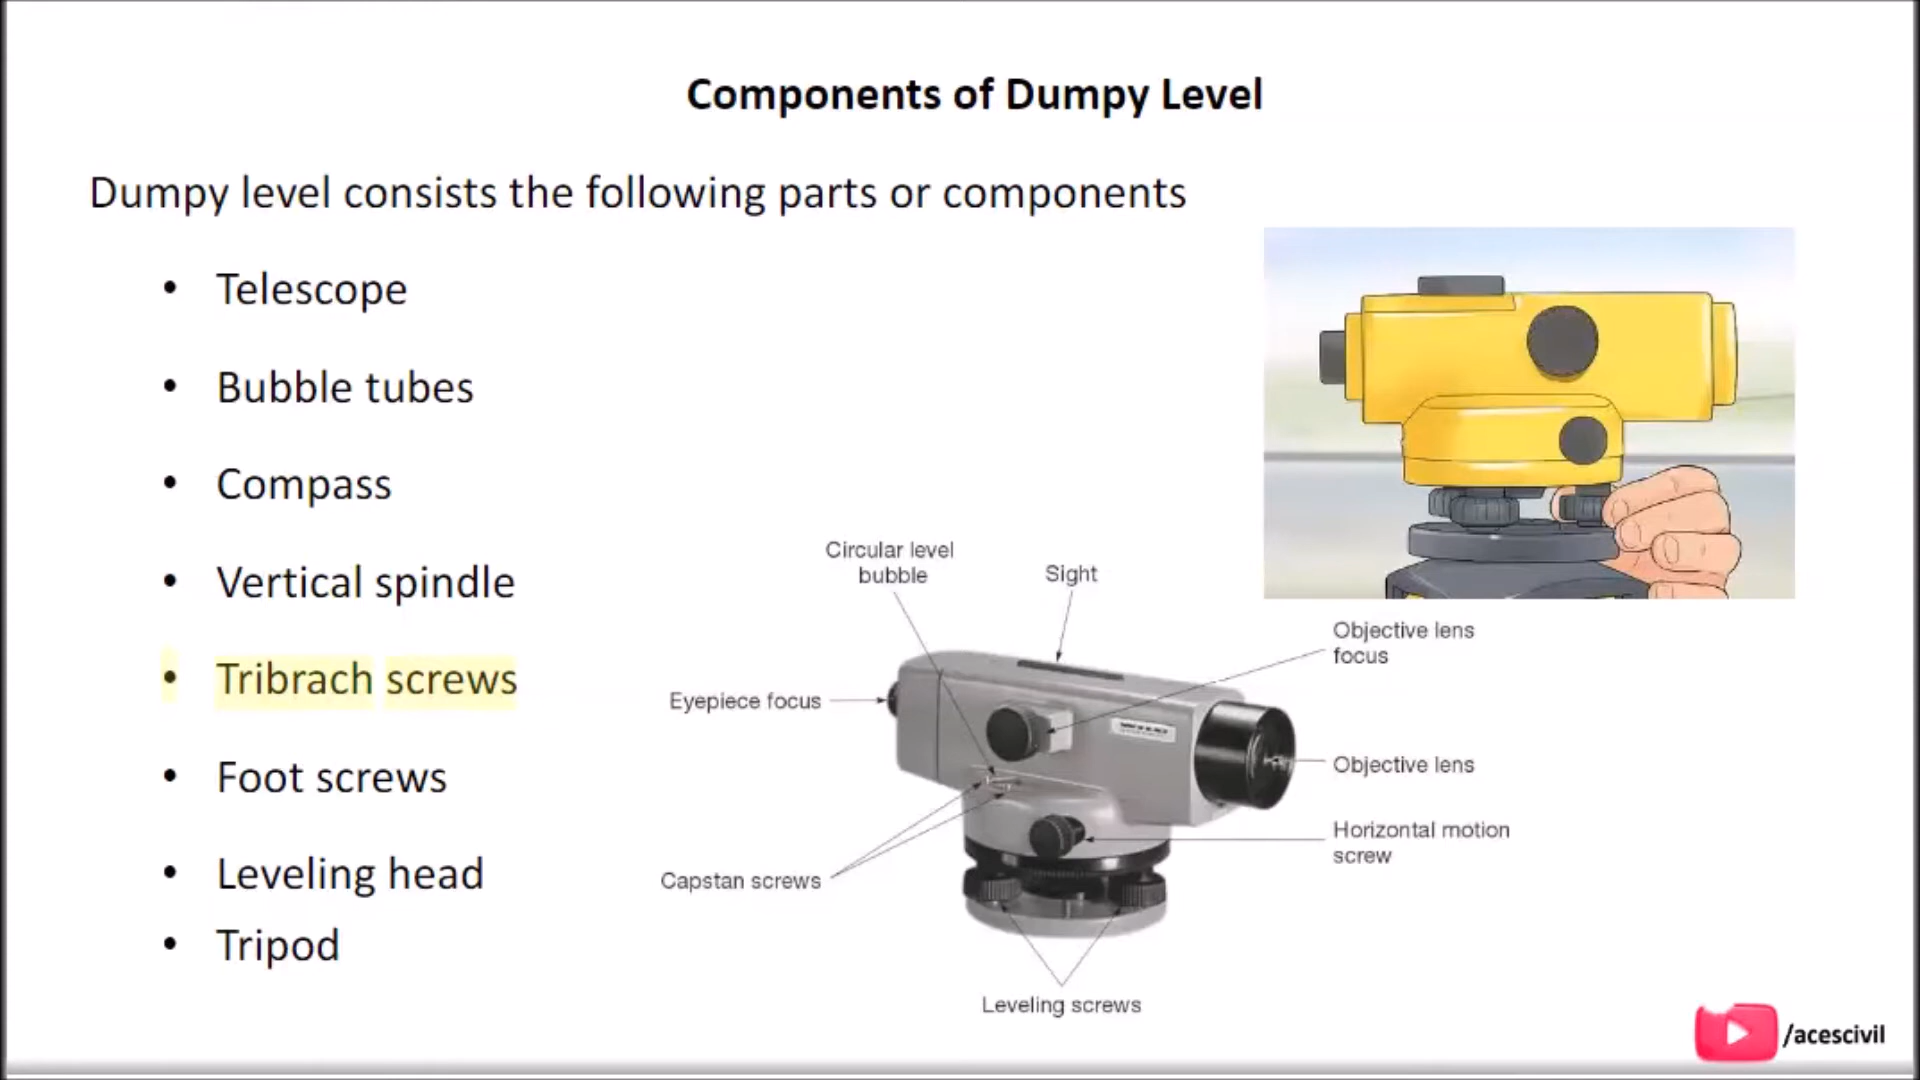 Components of Dumpy Level
Dumpy level consists the following parts or components
• Telescope
• Bubble tubes
• Compass
• Vertical spindle
• Tribrach screws
• Foot screws
• Leveling head
• Tripod
Circular level
bubble
Sight
Objective lens
focus
Eyepiece focus
Objective lens
Horizontal motion
screw
Capstan screws
Leveling screws
/acescivil